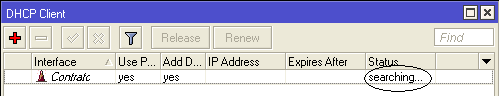 DHCP Client
Release Renew Find
Interface Use P... Add D... IP Address Expires After Status
Contratc yes yes searching...